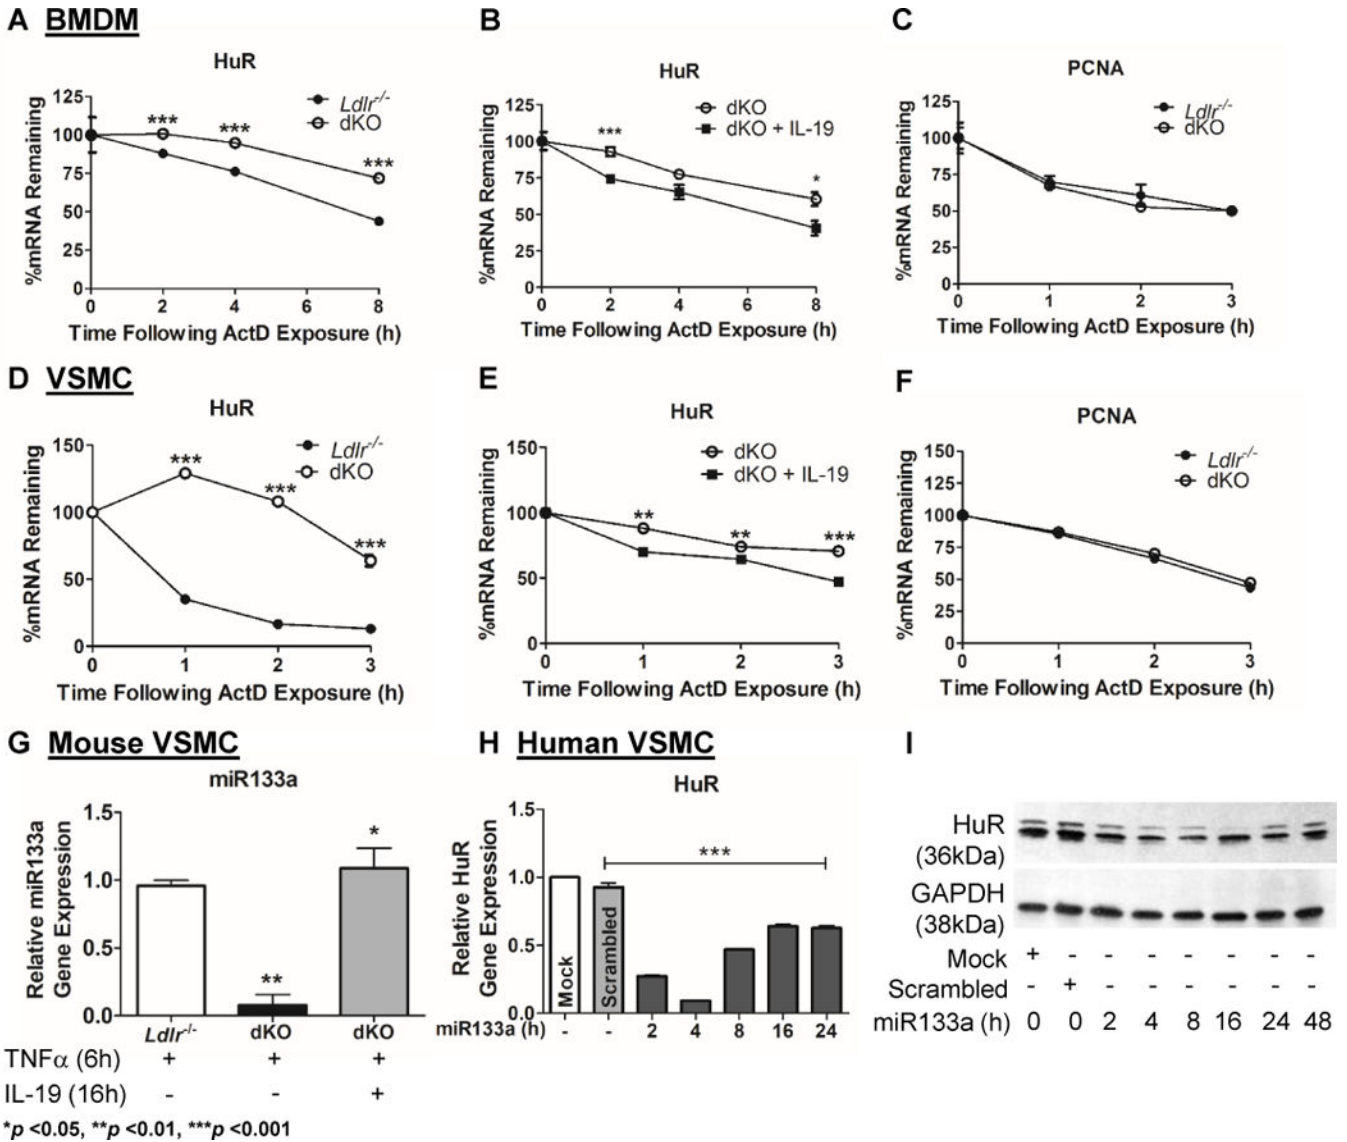 A BMDM
HuR
%mRNA Remaining
125
100
75
50
25
0
0 2 4 6 8
Time Following ActD Exposure (h)
Ldlr-/-
dKO
*** *** ***
B
HuR
%mRNA Remaining
125
100
75
50
25
0
0 2 4 6 8
Time Following ActD Exposure (h)
dKO
dKO + IL-19
*** *
C
PCNA
%mRNA Remaining
125
100
75
50
25
0
0 1 2 3
Time Following ActD Exposure (h)
Ldlr-/-
dKO
D VSMC
HuR
%mRNA Remaining
150
100
50
0
0 1 2 3
Time Following ActD Exposure (h)
Ldlr-/-
dKO
*** *** ***
E
HuR
%mRNA Remaining
150
100
50
0
0 1 2 3
Time Following ActD Exposure (h)
dKO
dKO + IL-19
** ** ***
F
PCNA
%mRNA Remaining
150
125
100
75
50
25
0
0 1 2 3
Time Following ActD Exposure (h)
Ldlr-/-
dKO
G Mouse VSMC
miR133a
Relative miR133a
Gene Expression
1.5
1.0
0.5
0.0
** *
Ldlr-/- dKO dKO
TNFα (6h) + + +
IL-19 (16h) - - +
H Human VSMC
HuR
Relative HuR
Gene Expression
1.5
1.0
0.5
0.0
***
Mock
Scrambled
miR133a (h) - - 2 4 8 16 24
I
HuR
(36kDa)
GAPDH
(38kDa)
Mock + - - - - - - -
Scrambled - + - - - - - -
miR133a (h) 0 0 2 4 8 16 24 48
*p <0.05, **p <0.01, ***p <0.001